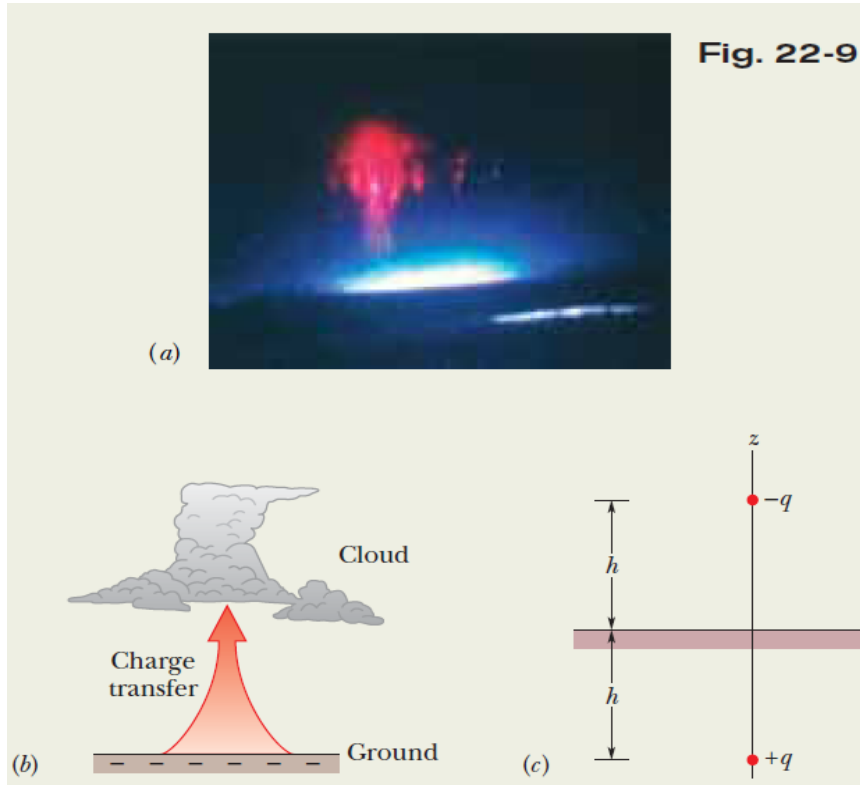 Fig. 22-9
(a)
Cloud
Charge
transfer
Ground
(b)
z
−q
h
h
+q
(c)